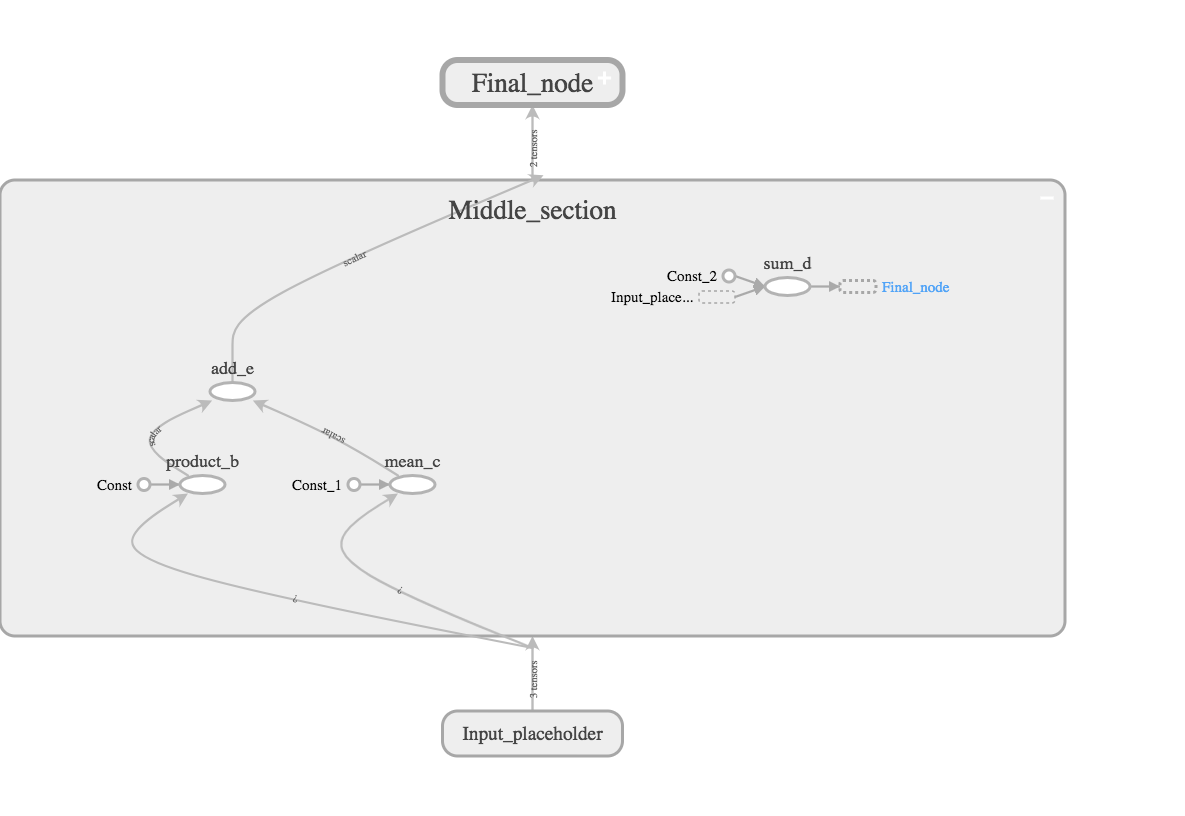 Final_node
2 tensors
Middle_section
scalar
sum_d
Const_2
Input_place...
Final_node
add_e
scalar
scalar
product_b
mean_c
Const
Const_1
?
?
3 tensors
Input_placeholder